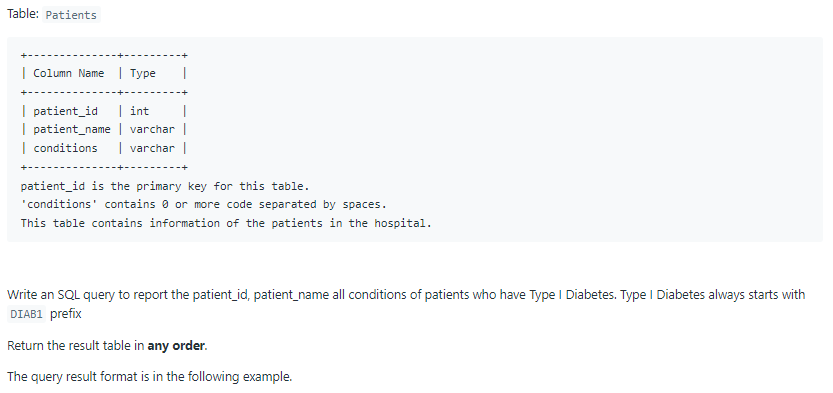 Table: Patients
+--------------+---------+
| Column Name  | Type    |
+--------------+---------+
| patient_id   | int     |
| patient_name | varchar |
| conditions   | varchar |
+--------------+---------+
patient_id is the primary key for this table.
'conditions' contains 0 or more code separated by spaces.
This table contains information of the patients in the hospital.
Write an SQL query to report the patient_id, patient_name all conditions of patients who have Type I Diabetes. Type I Diabetes always starts with
DIAB1 prefix
Return the result table in any order.
The query result format is in the following example.